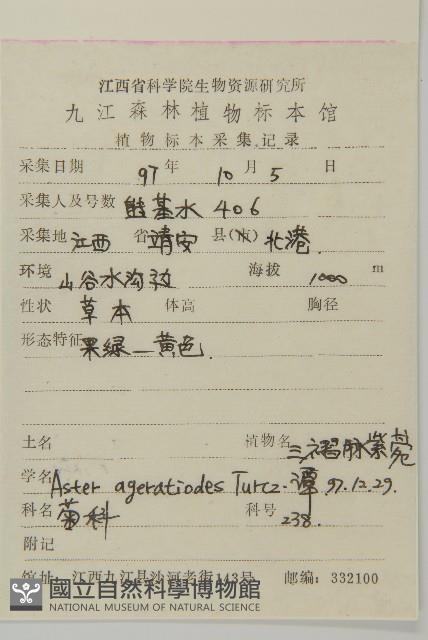 江西省科学院生物资源研究所
九江森林植物标本馆
植物标本采集记录
采集日期 97 年 10 月 5 日
采集人及号数 熊基水 406
采集地 江西 省 靖安 县(市) 北港.
环境 山谷水沟 海拔 1000 m
性状 草本 体高 胸径
形态特征 果绿—黄色.
土名 植物名 三褶脉紫菀
学名 Aster ageratiodes Turcz. 谭 97.12.29.
科名 菊科 科号 238.
附记
馆址: 江西九江县沙河老街143号 邮编: 332100
國立自然科學博物館
NATIONAL MUSEUM OF NATURAL SCIENCE